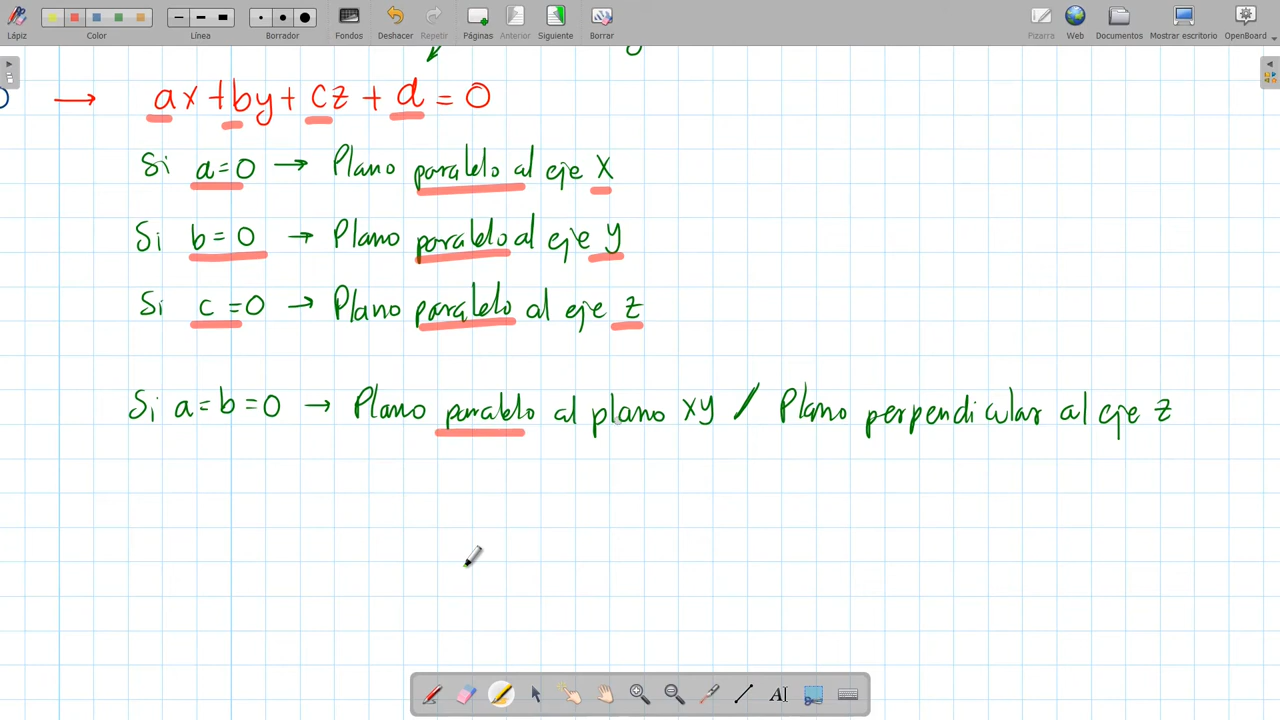 Lápiz Color Línea Borrador Fondos Deshacer Repetir Páginas Anterior Siguiente Borrar Pizarra Web Documentos Mostrar escritorio OpenBoard
→ ax + by + cz + d = 0
Si a=0 → Plano paralelo al eje x
Si b=0 → Plano paralelo al eje y
Si c=0 → Plano paralelo al eje z
Si a=b=0 → Plano paralelo al plano xy / Plano perpendicular al eje z